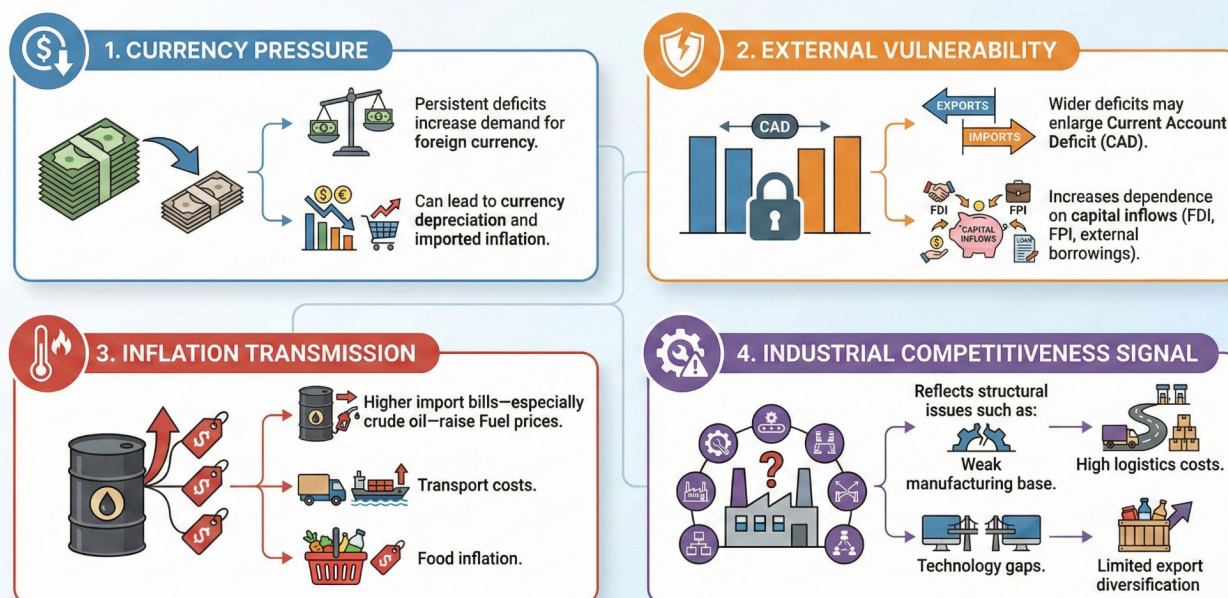 1. CURRENCY PRESSURE
$
$
$
Persistent deficits
increase demand for
foreign currency.
$ €
Can lead to currency
depreciation and
imported inflation.
2. EXTERNAL VULNERABILITY
CAD
EXPORTS
IMPORTS
Wider deficits may
enlarge Current Account
Deficit (CAD).
FDI
FPI
CAPITAL
INFLOWS
$
LOAN
Increases dependence
on capital inflows (FDI,
FPI, external
borrowings).
3. INFLATION TRANSMISSION
$
$
$
Higher import bills—especially
crude oil—raise Fuel prices.
Transport costs.
$
Food inflation.
4. INDUSTRIAL COMPETITIVENESS SIGNAL
?
Reflects structural
issues such as:
Weak
manufacturing base.
High logistics costs.
Technology gaps.
Limited export
diversification